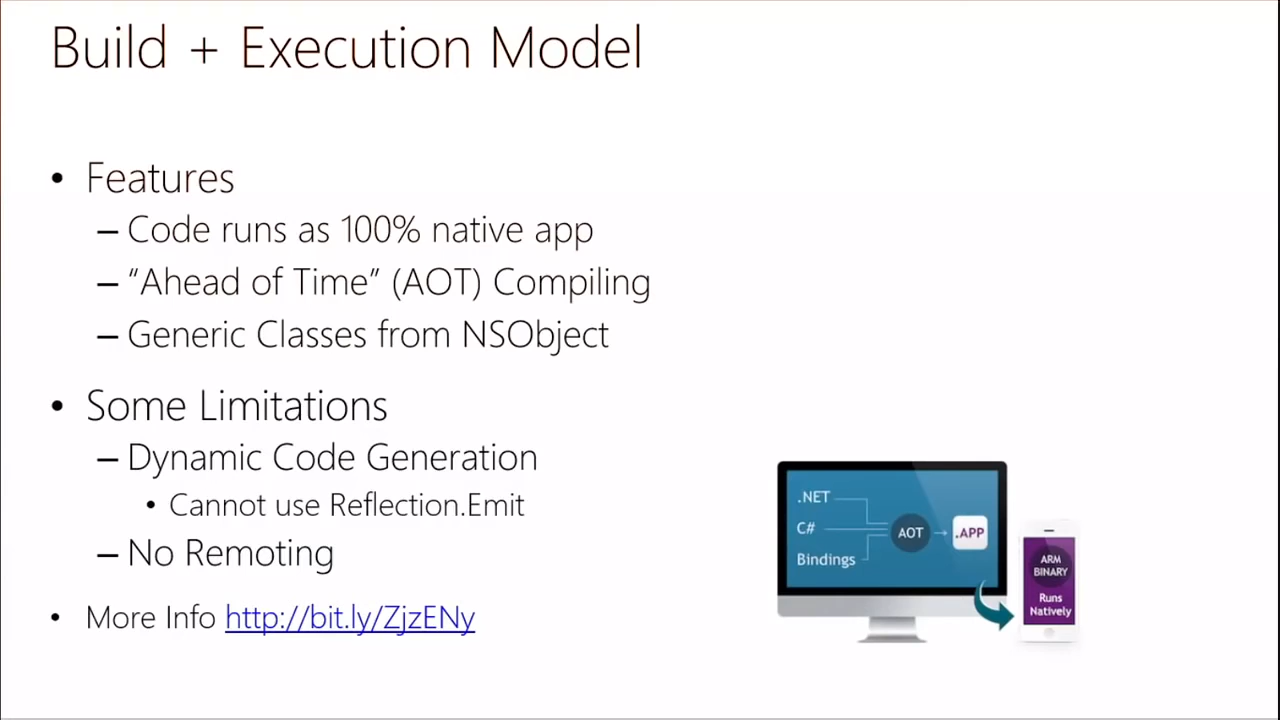 Build + Execution Model
• Features
– Code runs as 100% native app
– “Ahead of Time” (AOT) Compiling
– Generic Classes from NSObject
• Some Limitations
– Dynamic Code Generation
• Cannot use Reflection.Emit
– No Remoting
• More Info http://bit.ly/ZjzENy
.NET
C#
Bindings
AOT
.APP
ARM
BINARY
Runs
Natively